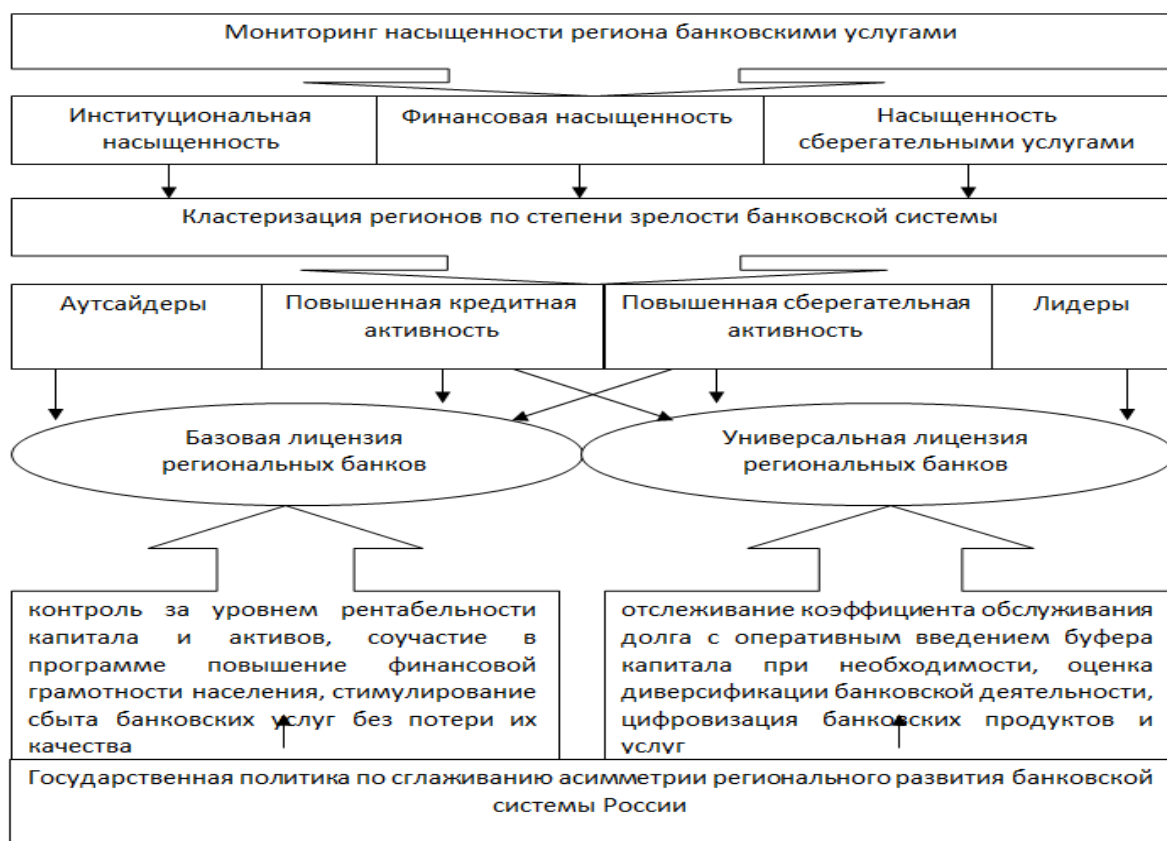 Мониторинг насыщенности региона банковскими услугами
Институциональная
насыщенность
Финансовая насыщенность
Насыщенность
сберегательными услугами
Кластеризация регионов по степени зрелости банковской системы
Аутсайдеры
Повышенная кредитная
активность
Повышенная сберегательная
активность
Лидеры
Базовая лицензия
региональных банков
Универсальная лицензия
региональных банков
контроль за уровнем рентабельности
капитала и активов, соучастие в
программе повышение финансовой
грамотности населения, стимулирование
сбыта банковских услуг без потери их
качества
отслеживание коэффициента обслуживания
долга с оперативным введением буфера
капитала при необходимости, оценка
диверсификации банковской деятельности,
цифровизация банковских продуктов и
услуг
Государственная политика по сглаживанию асимметрии регионального развития банковской
системы России